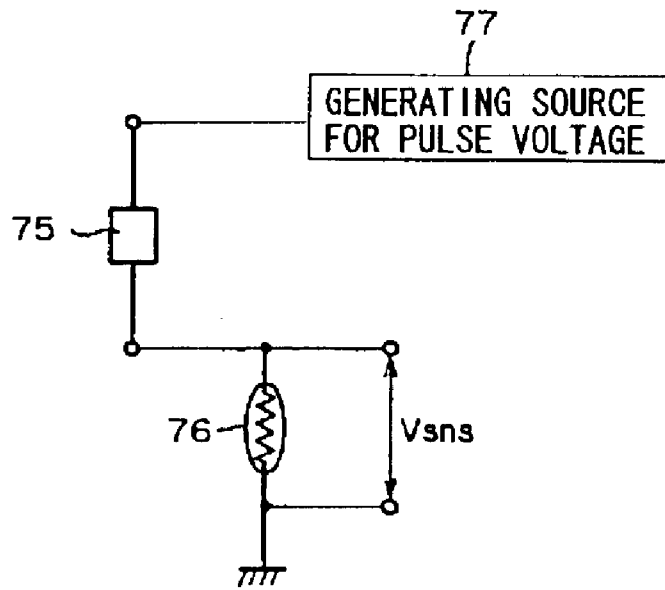 77
GENERATING SOURCE
FOR PULSE VOLTAGE
75
76
Vsns